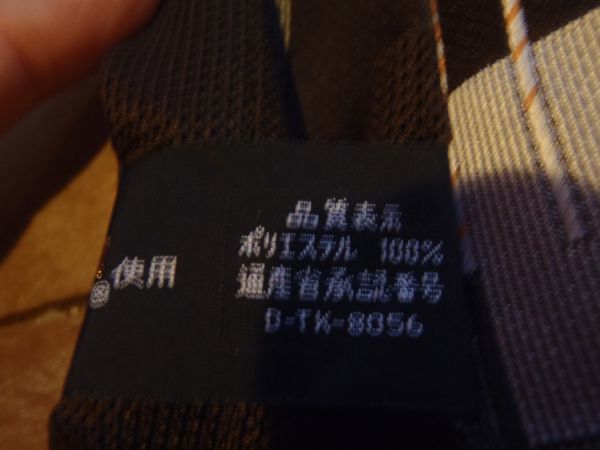 品質表示
ポリエステル 100%
通産省承認番号
D-TK-8056
®使用